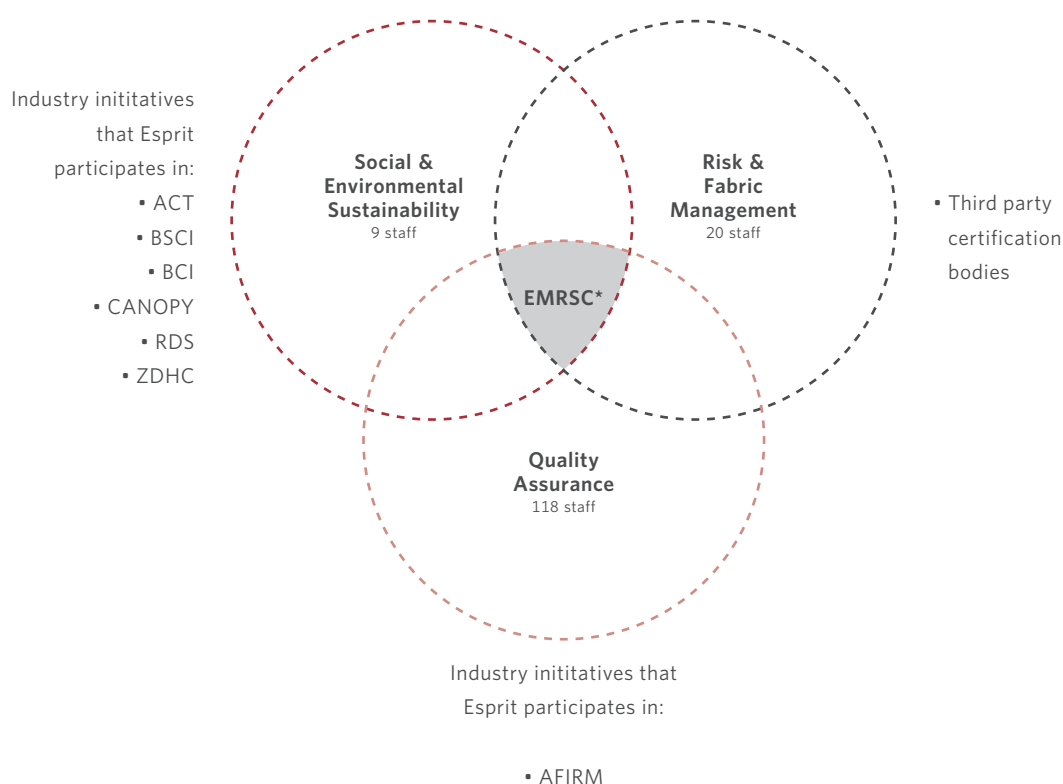 Industry inititatives
that Esprit
participates in:
▪ ACT
▪ BSCI
▪ BCI
▪ CANOPY
▪ RDS
▪ ZDHC
Social &
Environmental
Sustainability
9 staff
Risk &
Fabric
Management
20 staff
▪ Third party
certification
bodies
EMRSC*
Quality
Assurance
118 staff
Industry inititatives that
Esprit participates in:
▪ AFIRM